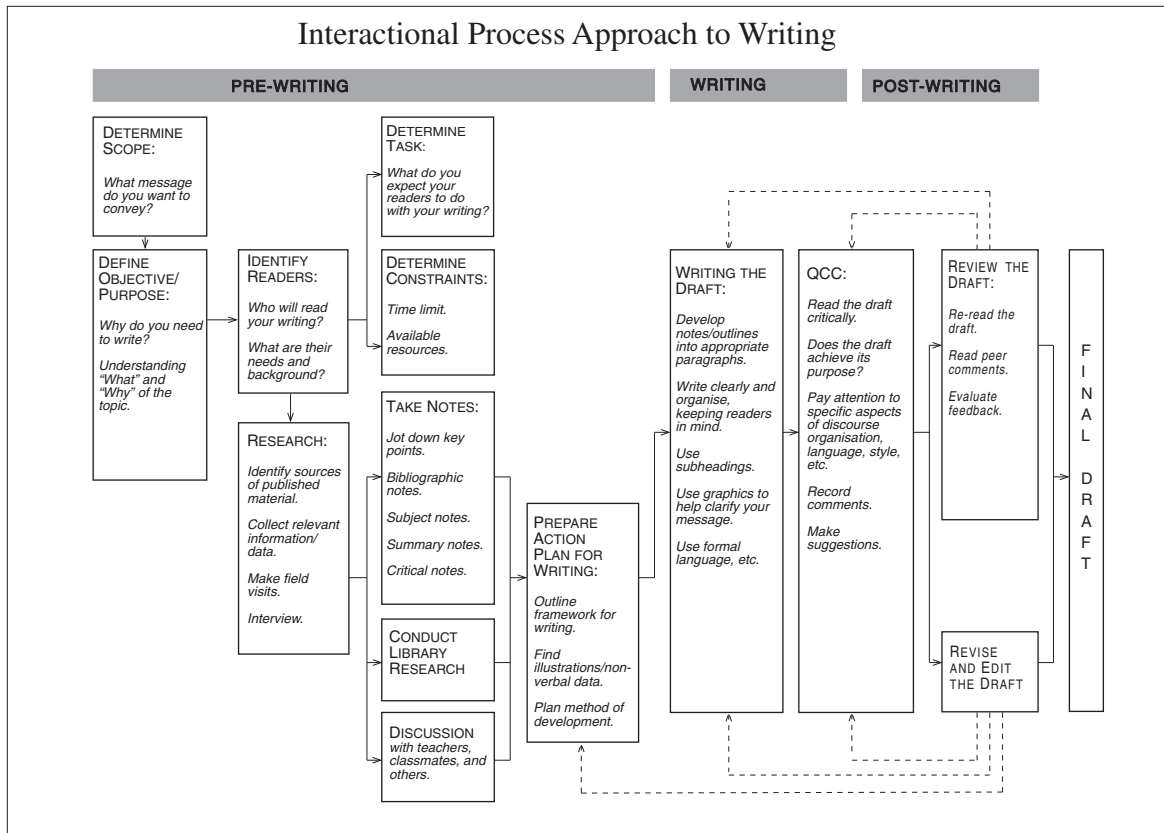 Interactional Process Approach to Writing
PRE-WRITING
WRITING
POST-WRITING
DETERMINE
SCOPE:
What message
do you want to
convey?
DEFINE
OBJECTIVE/
PURPOSE:
Why do you need
to write?
Understanding
“What” and
“Why” of the
topic.
IDENTIFY
READERS:
Who will read
your writing?
What are their
needs and
background?
RESEARCH:
Identify sources
of published
material.
Collect relevant
information/
data.
Make field
visits.
Interview.
DETERMINE
TASK:
What do you
expect your
readers to do
with your writing?
DETERMINE
CONSTRAINTS:
Time limit.
Available
resources.
TAKE NOTES:
Jot down key
points.
Bibliographic
notes.
Subject notes.
Summary notes.
Critical notes.
CONDUCT
LIBRARY
RESEARCH
DISCUSSION
with teachers,
classmates, and
others.
PREPARE
ACTION
PLAN FOR
WRITING:
Outline
framework for
writing.
Find
illustrations/non-
verbal data.
Plan method of
development.
WRITING THE
DRAFT:
Develop
notes/outlines
into appropriate
paragraphs.
Write clearly and
organise,
keeping readers
in mind.
Use
subheadings.
Use graphics to
help clarify your
message.
Use formal
language, etc.
QCC:
Read the draft
critically.
Does the draft
achieve its
purpose?
Pay attention to
specific aspects
of discourse
organisation,
language, style,
etc.
Record
comments.
Make
suggestions.
REVIEW THE
DRAFT:
Re-read the
draft.
Read peer
comments.
Evaluate
feedback.
REVISE
AND EDIT
THE DRAFT
FINAL DRAFT